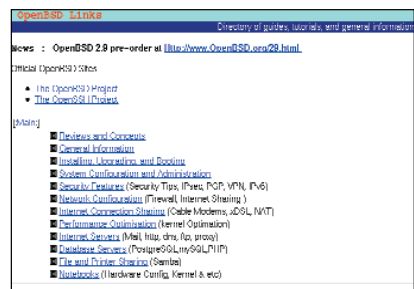 OpenBSD Links
Directory of guides, tutorials, and general information
News : OpenBSD 2.9 pre-order at Http://www.OpenBSD.org/29.html
Official OpenBSD Sites
The OpenBSD Project
The OpenSSH Project
[:Main:]
Reviews and Concepts
General Information
Installing, Upgrading, and Booting
System Configuration and Administration
Security Features (Security Tips, IPsec, PGP, VPN, IPv6)
Network Configuration (Firewall, Internet Sharing )
Internet Connection Sharing (Cable Modems, xDSL, NAT)
Performance Optimisation (kernel Optimation)
Internet Servers (Mail, http, dns, ftp, proxy)
Database Servers (PostgreSQL,mySQL,PHP)
File and Printer Sharing (Samba)
Notebooks (Hardware Config, Kernel & etc)